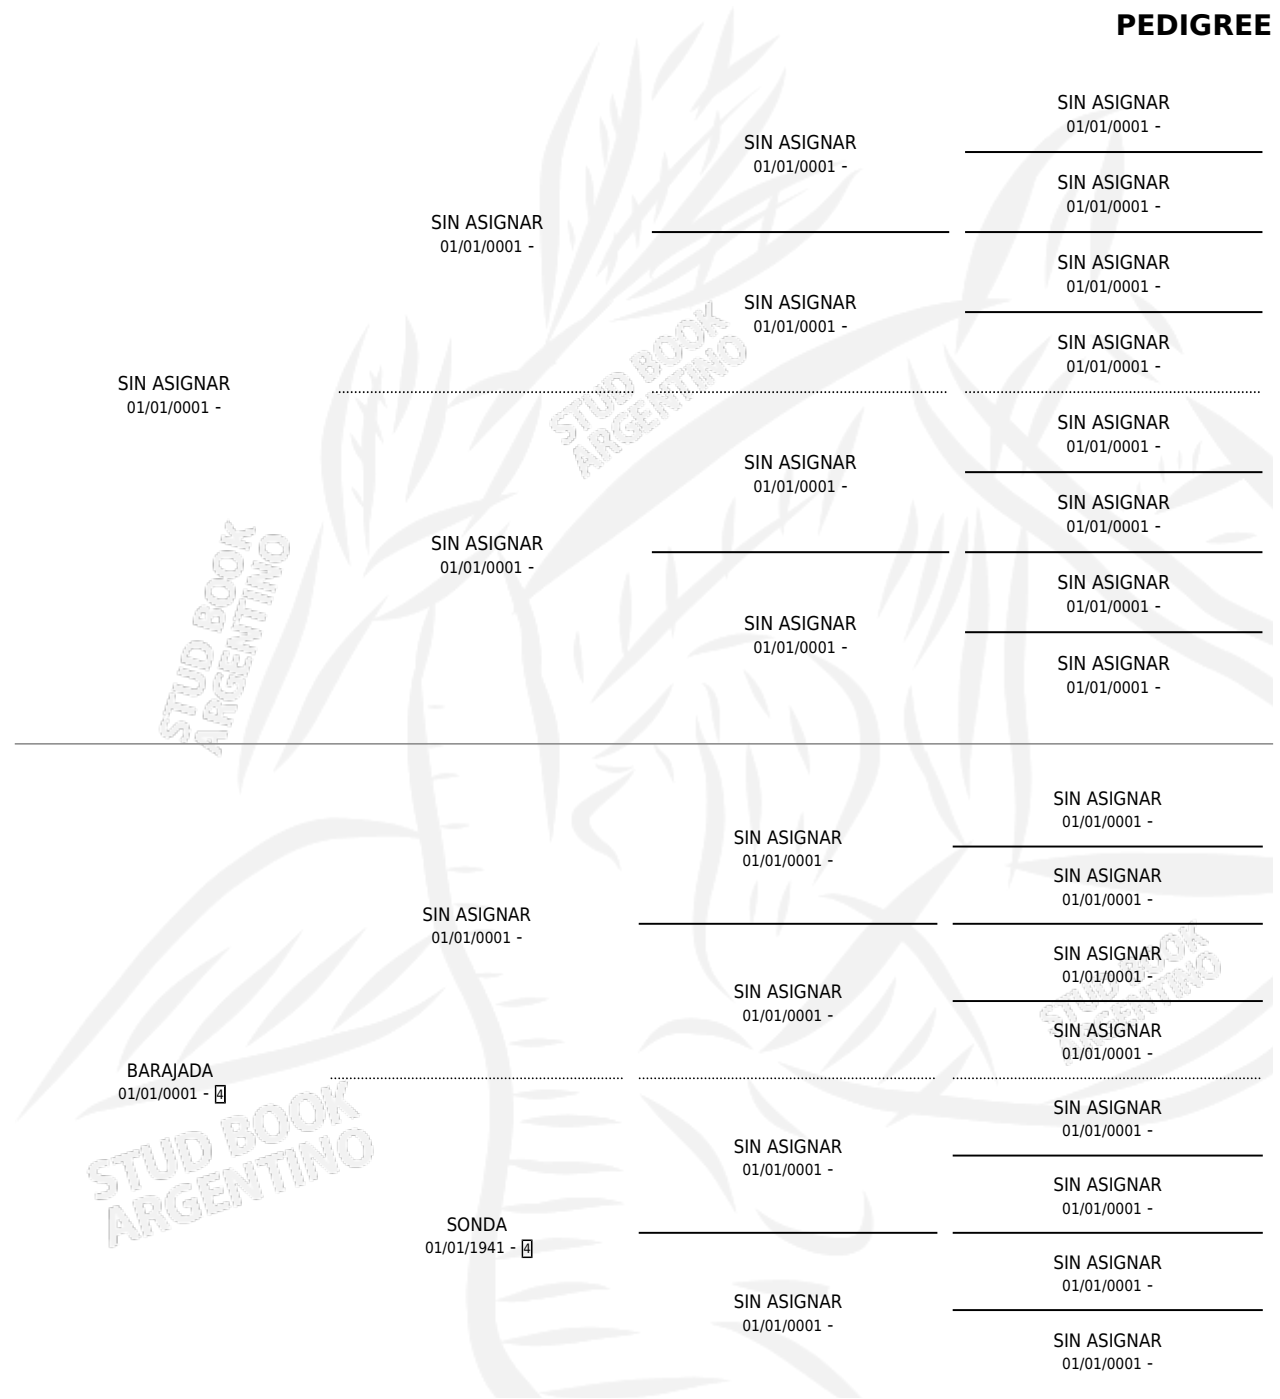 PEDIGREE
SIN ASIGNAR
01/01/0001 -
SIN ASIGNAR
01/01/0001 -
SIN ASIGNAR
01/01/0001 -
SIN ASIGNAR
01/01/0001 -
SIN ASIGNAR
01/01/0001 -
SIN ASIGNAR
01/01/0001 -
SIN ASIGNAR
01/01/0001 -
STUD BOOK
ARGENTINO
SIN ASIGNAR
01/01/0001 -
SIN ASIGNAR
01/01/0001 -
SIN ASIGNAR
01/01/0001 -
SIN ASIGNAR
01/01/0001 -
STUD BOOK
ARGENTINO
SIN ASIGNAR
01/01/0001 -
SIN ASIGNAR
01/01/0001 -
SIN ASIGNAR
01/01/0001 -
SIN ASIGNAR
01/01/0001 -
SIN ASIGNAR
01/01/0001 -
SIN ASIGNAR
01/01/0001 -
SIN ASIGNAR
01/01/0001 -
SIN ASIGNAR
01/01/0001 -
SIN ASIGNAR
01/01/0001 -
SIN ASIGNAR
01/01/0001 -
STUD BOOK
ARGENTINO
SIN ASIGNAR
01/01/0001 -
SIN ASIGNAR
01/01/0001 -
BARAJADA
01/01/0001 - 4
STUD BOOK
ARGENTINO
SIN ASIGNAR
01/01/0001 -
SIN ASIGNAR
01/01/0001 -
SIN ASIGNAR
01/01/0001 -
SONDA
01/01/1941 - 4
SIN ASIGNAR
01/01/0001 -
SIN ASIGNAR
01/01/0001 -
SIN ASIGNAR
01/01/0001 -